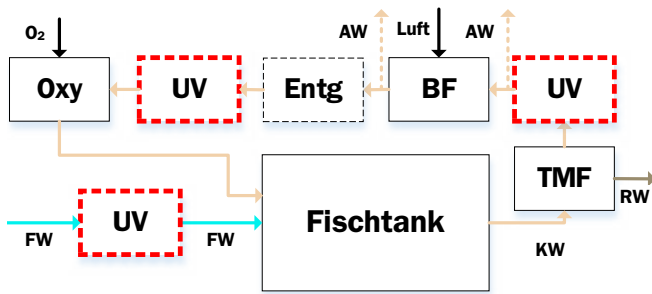 O₂
AW
Luft
AW
Oxy
UV
Entg
BF
UV
TMF
RW
UV
FW
FW
Fischtank
KW